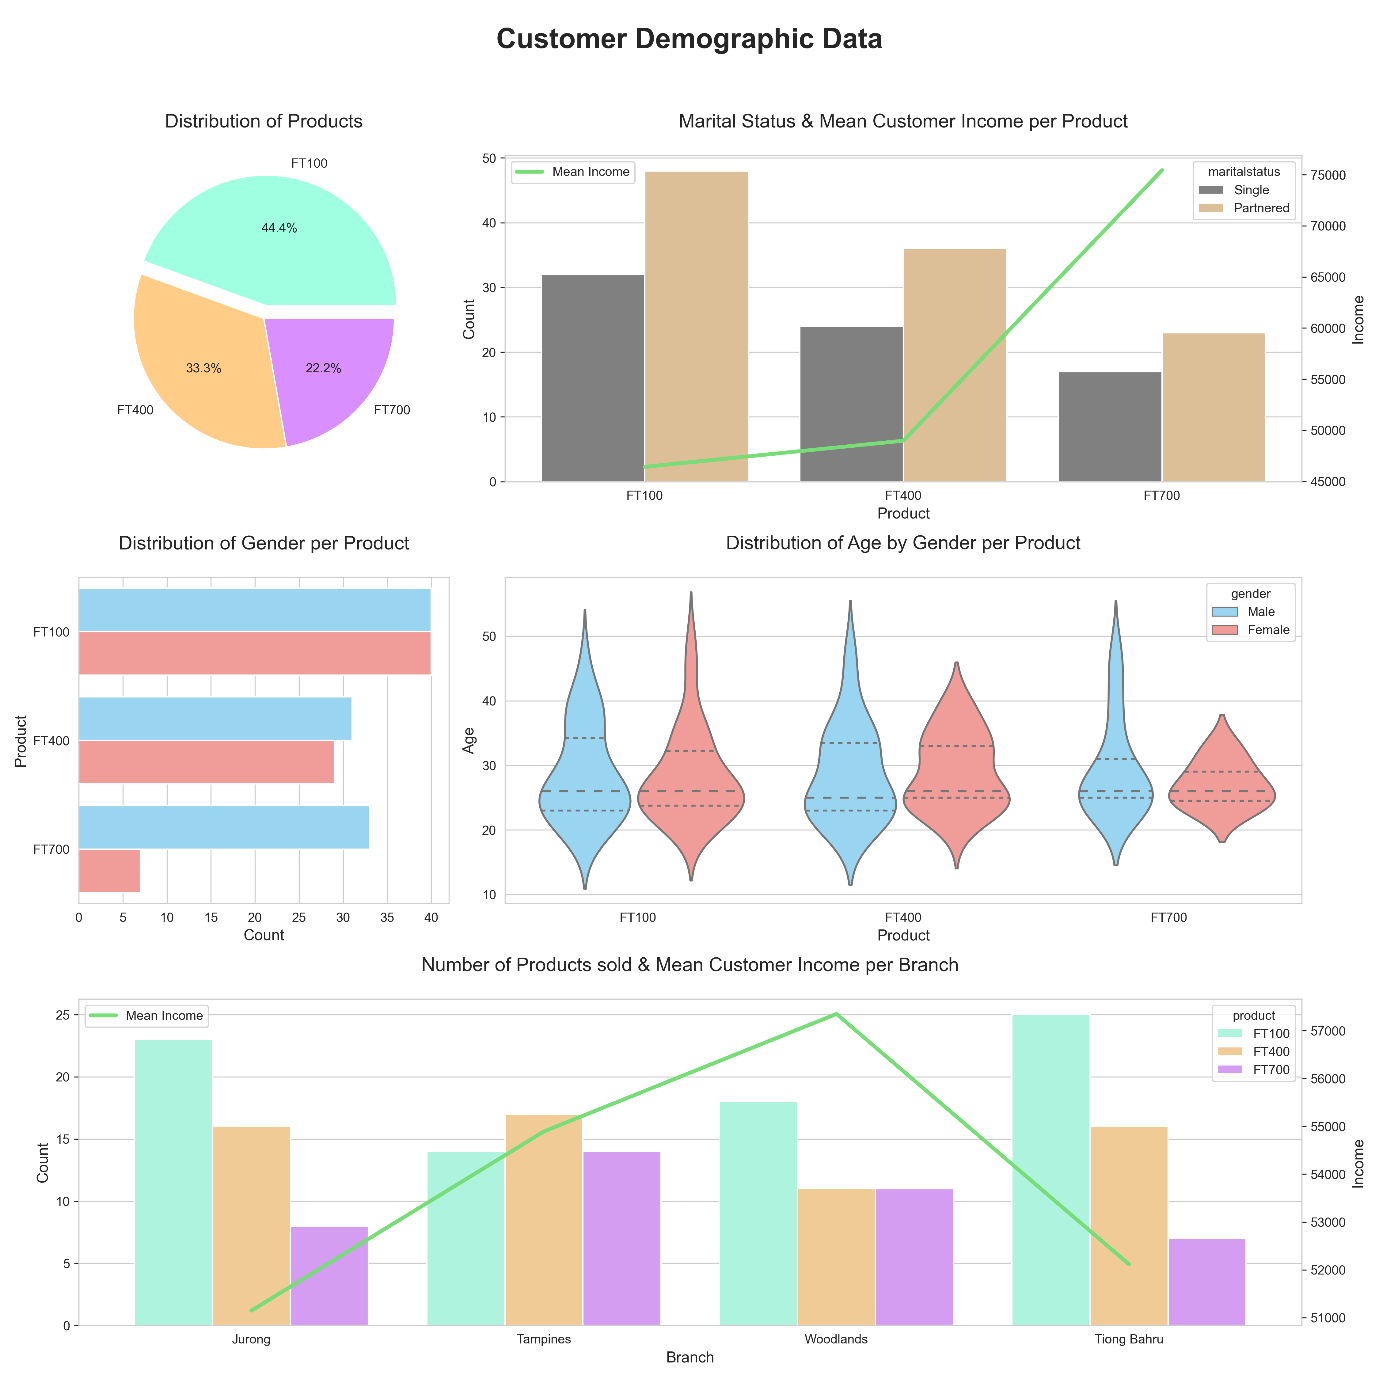 Customer Demographic Data
Distribution of Products
FT100
44.4%
33.3%
22.2%
FT400
FT700
Marital Status & Mean Customer Income per Product
Mean Income
maritalstatus
Single
Partnered
50
40
30
20
10
0
Count
75000
70000
65000
60000
55000
50000
45000
Income
FT100
FT400
FT700
Product
Distribution of Gender per Product
Product
FT100
FT400
FT700
0 5 10 15 20 25 30 35 40
Count
Distribution of Age by Gender per Product
gender
Male
Female
50
40
30
20
10
Age
FT100
FT400
FT700
Product
Number of Products sold & Mean Customer Income per Branch
Mean Income
product
FT100
FT400
FT700
25
20
15
10
5
0
Count
57000
56000
55000
54000
53000
52000
51000
Income
Jurong
Tampines
Woodlands
Tiong Bahru
Branch